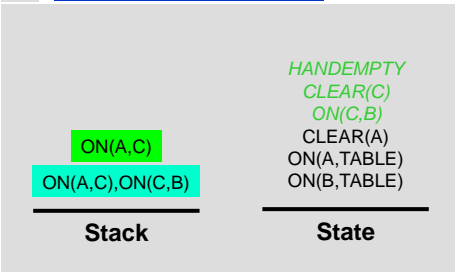 ON(A,C)
ON(A,C),ON(C,B)
Stack
HANDEMPTY
CLEAR(C)
ON(C,B)
CLEAR(A)
ON(A,TABLE)
ON(B,TABLE)
State